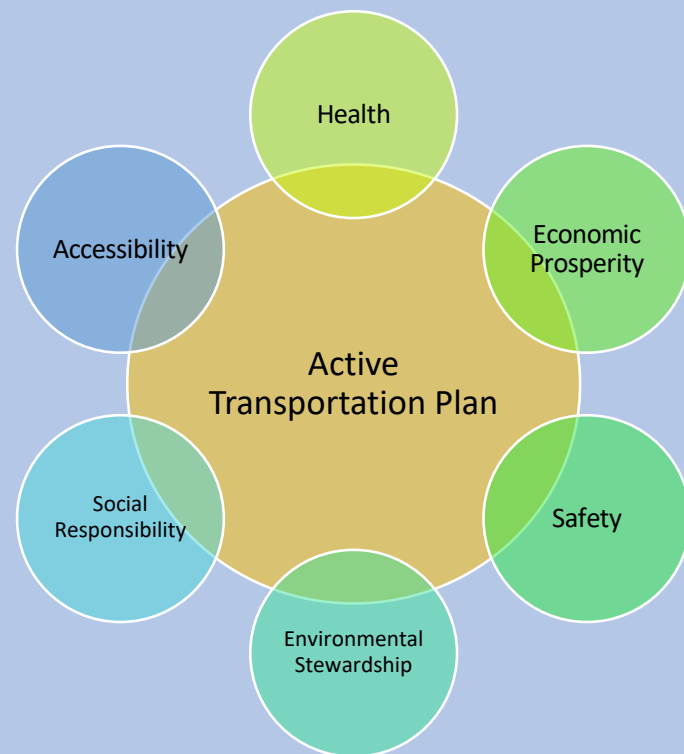 Health
Economic
Prosperity
Accessibility
Active
Transportation Plan
Social
Responsibility
Safety
Environmental
Stewardship